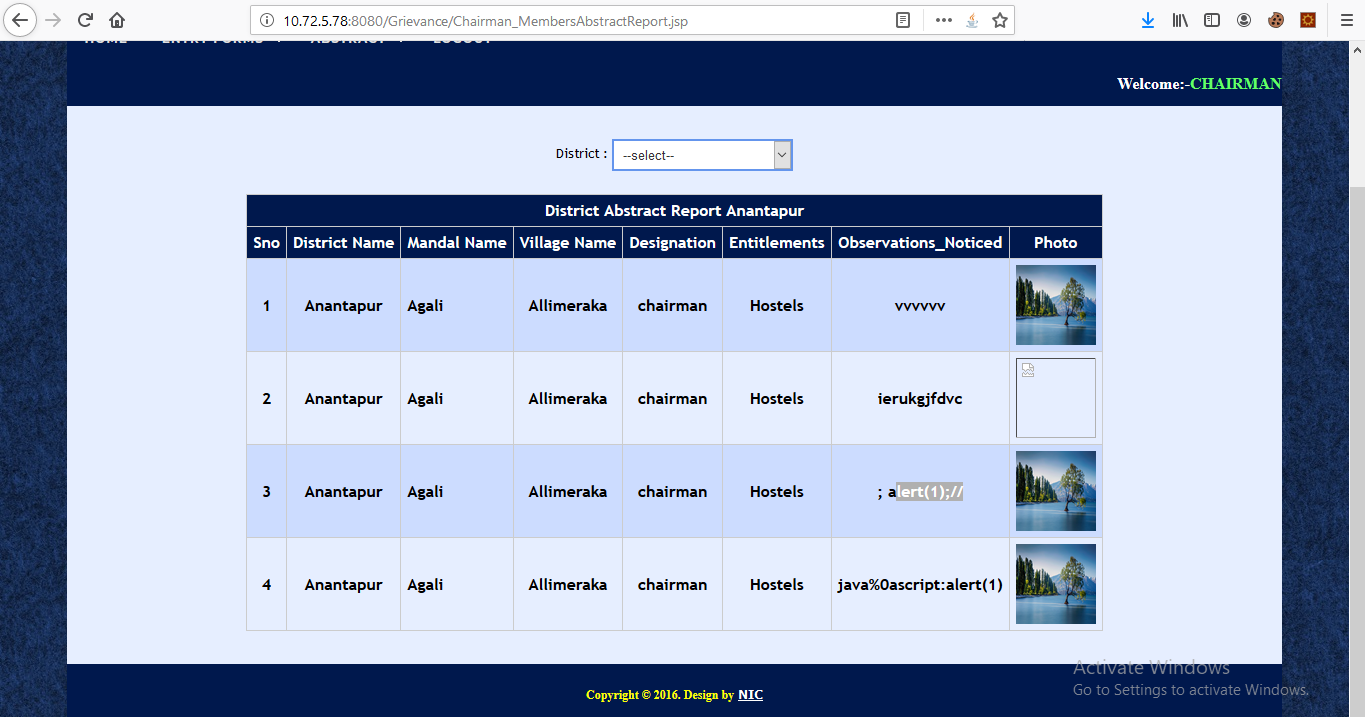 10.72.5.78:8080/Grievance/Chairman_MembersAbstractReport.jsp
HOME ENTRY FORMS ABSTRACT LOGOUT
Welcome:-CHAIRMAN
District : --select--
District Abstract Report Anantapur
Sno District Name Mandal Name Village Name Designation Entitlements Observations_Noticed Photo
1 Anantapur Agali Allimeraka chairman Hostels vvvvvv
2 Anantapur Agali Allimeraka chairman Hostels ierukgjfdvc
3 Anantapur Agali Allimeraka chairman Hostels ; alert(1);//
4 Anantapur Agali Allimeraka chairman Hostels java%0ascript:alert(1)
Activate Windows
Go to Settings to activate Windows.
Copyright © 2016. Design by NIC